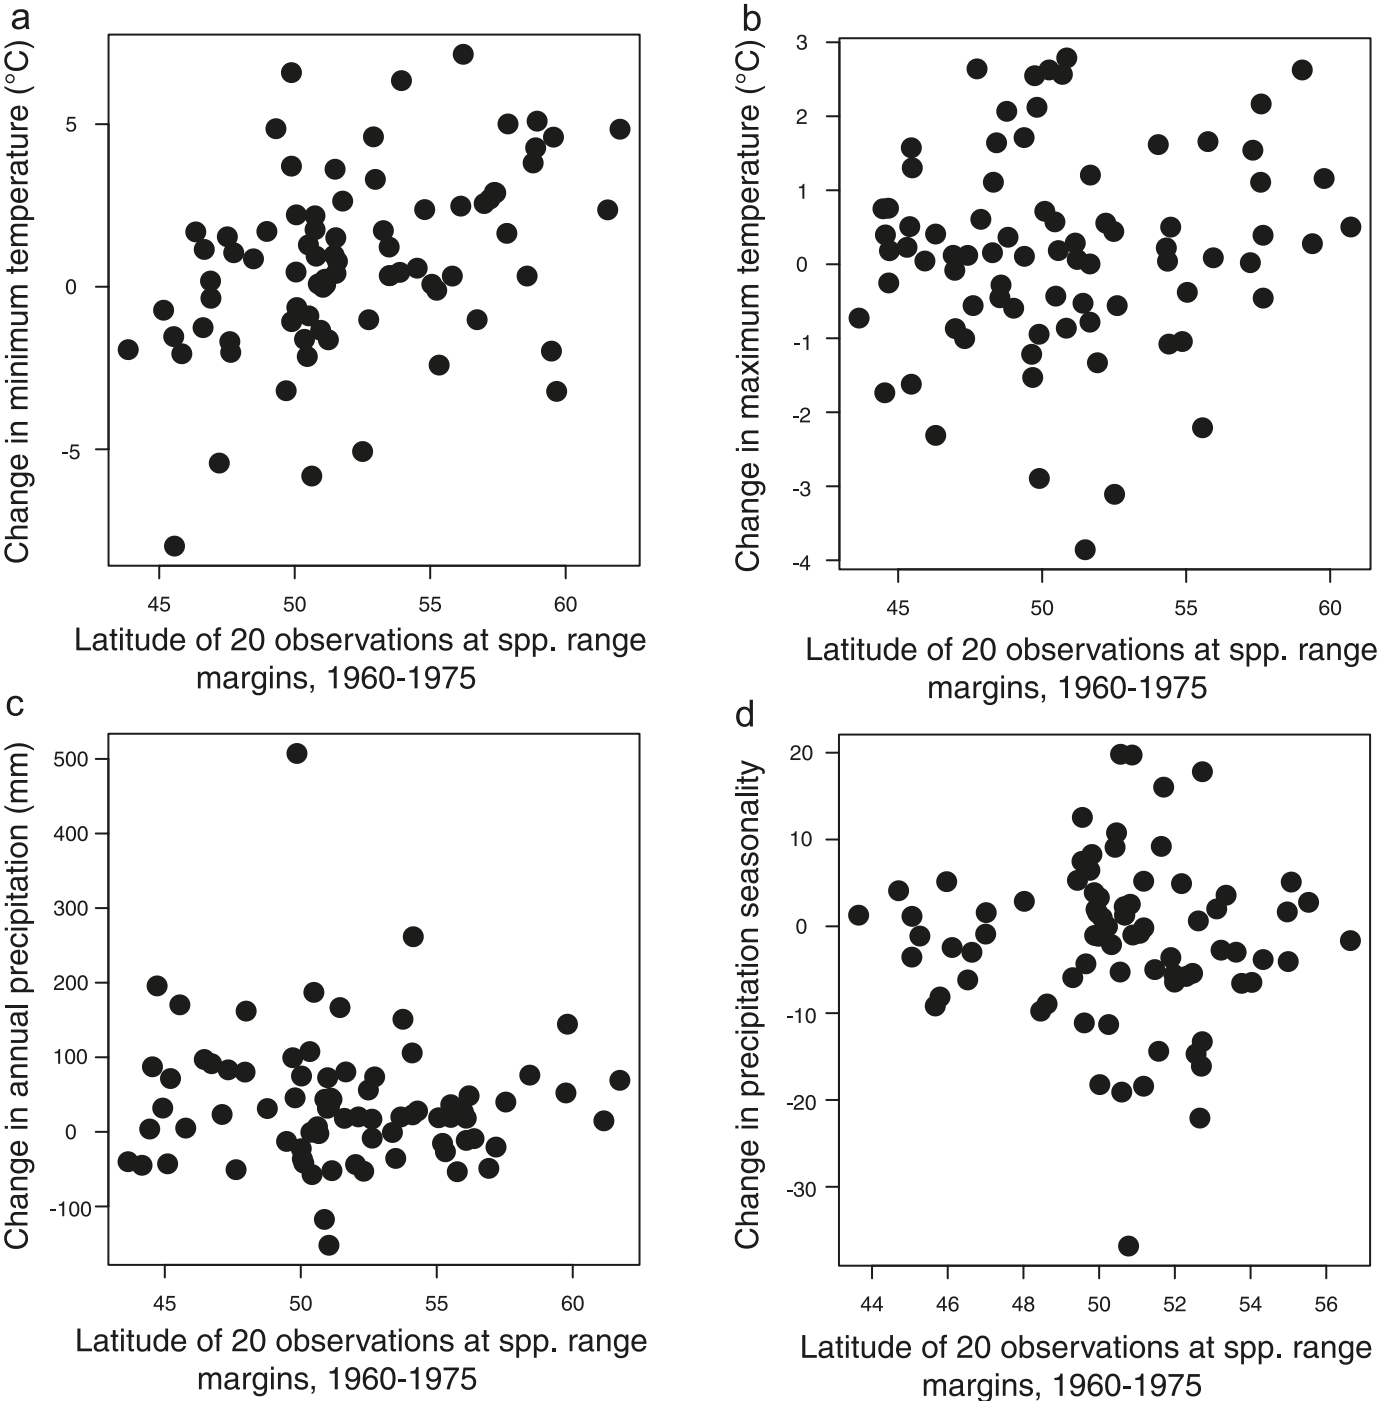 a
Change in minimum temperature (°C)
5
0
-5
45 50 55 60
Latitude of 20 observations at spp. range
margins, 1960-1975
b
Change in maximum temperature (°C)
3
2
1
0
-1
-2
-3
-4
45 50 55 60
Latitude of 20 observations at spp. range
margins, 1960-1975
c
Change in annual precipitation (mm)
500
400
300
200
100
0
-100
45 50 55 60
Latitude of 20 observations at spp. range
margins, 1960-1975
d
Change in precipitation seasonality
20
10
0
-10
-20
-30
44 46 48 50 52 54 56
Latitude of 20 observations at spp. range
margins, 1960-1975